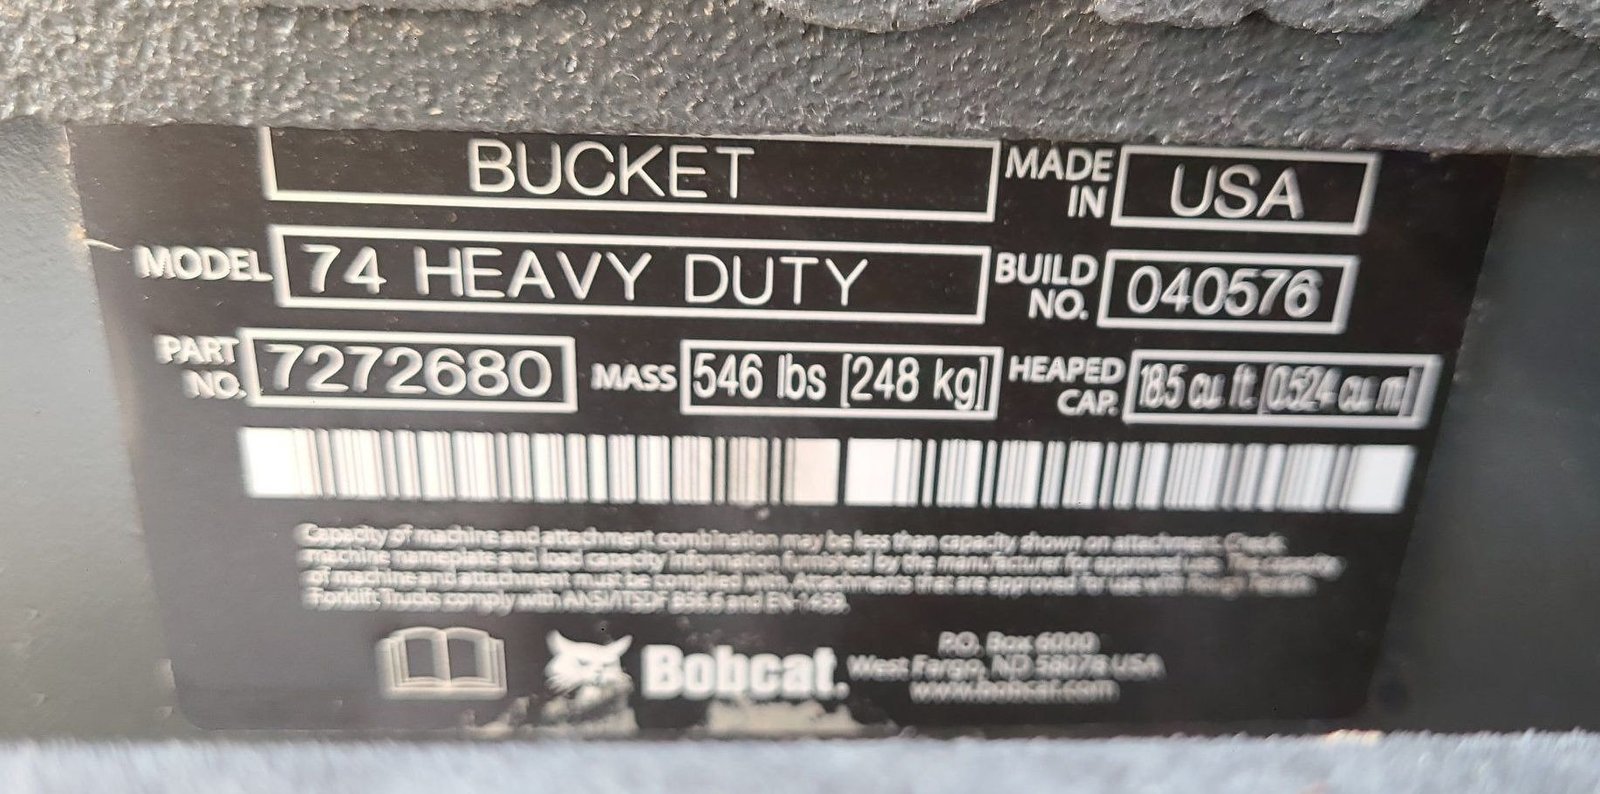 BUCKET
MADE IN USA
MODEL 74 HEAVY DUTY
BUILD NO. 040576
PART NO. 7272680
MASS 546 lbs [248 kg]
HEAPED CAP. 18.5 cu. ft. [0.524 cu. m]
Capacity of machine and attachment combination may be less than capacity shown on attachment. Check
machine nameplate and load capacity information furnished by the manufacturer for approved use. The capacity
of machine and attachment must be complied with. Attachments that are approved for use with Rough Terrain
Forklift Trucks comply with ANSI/ITSDF B56.6 and EN-1459.
Bobcat.
P.O. Box 6000
West Fargo, ND 58078 USA
www.bobcat.com